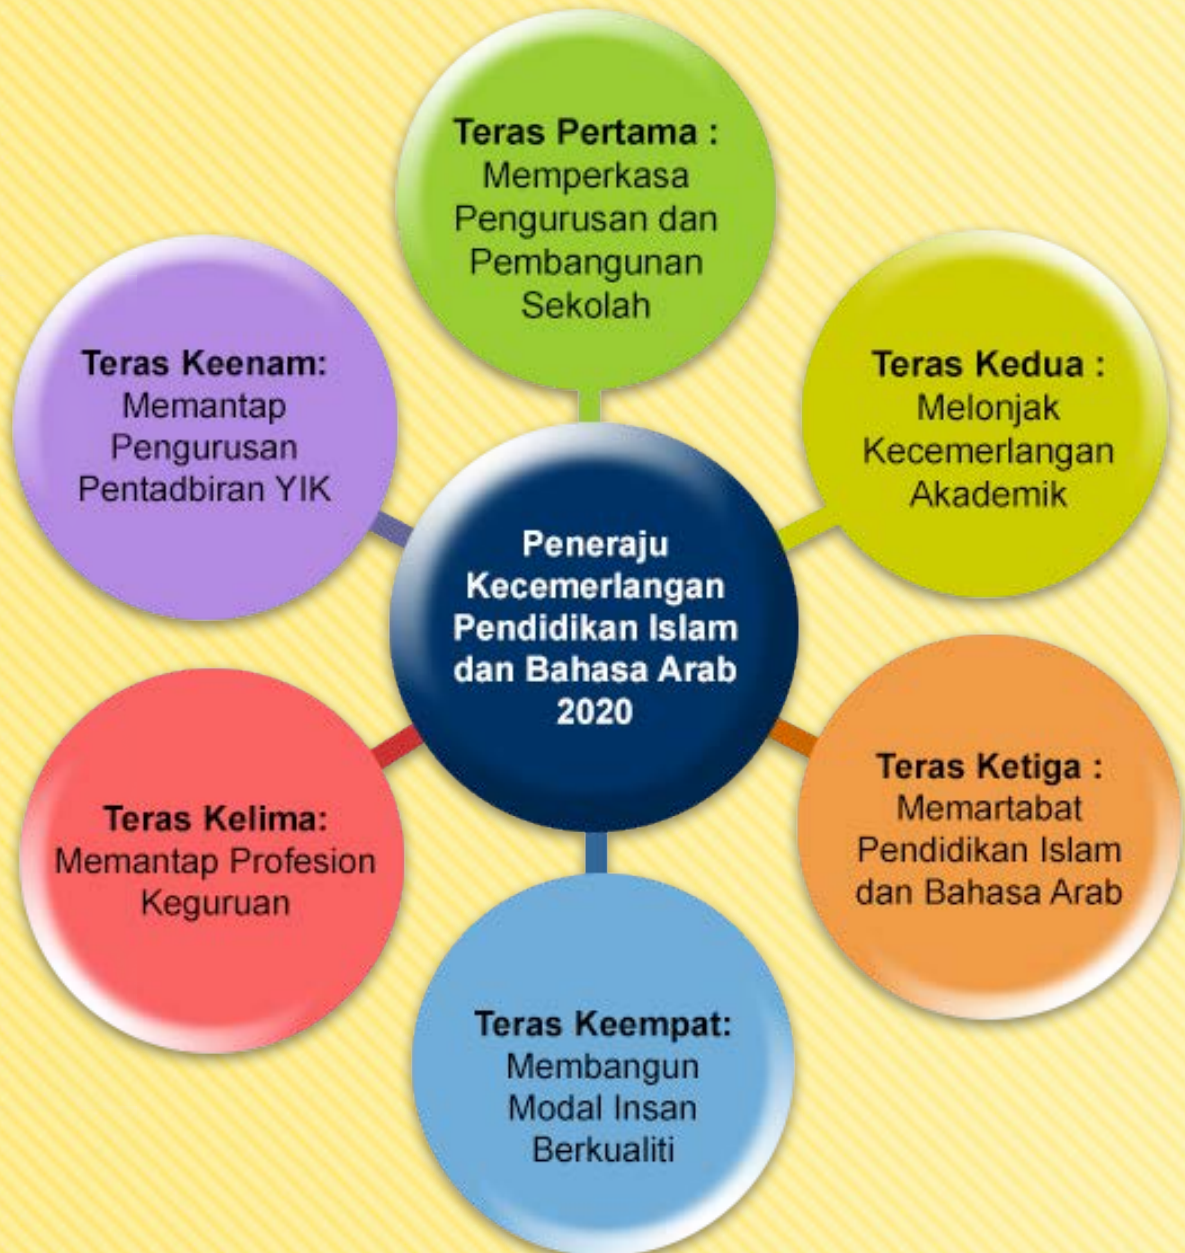 Teras Pertama :
Memperkasa
Pengurusan dan
Pembangunan
Sekolah
Teras Kedua :
Melonjak
Kecemerlangan
Akademik
Teras Ketiga :
Memartabat
Pendidikan Islam
dan Bahasa Arab
Teras Keempat:
Membangun
Modal Insan
Berkualiti
Teras Kelima:
Memantap Profesion
Keguruan
Teras Keenam:
Memantap
Pengurusan
Pentadbiran YIK
Peneraju
Kecemerlangan
Pendidikan Islam
dan Bahasa Arab
2020